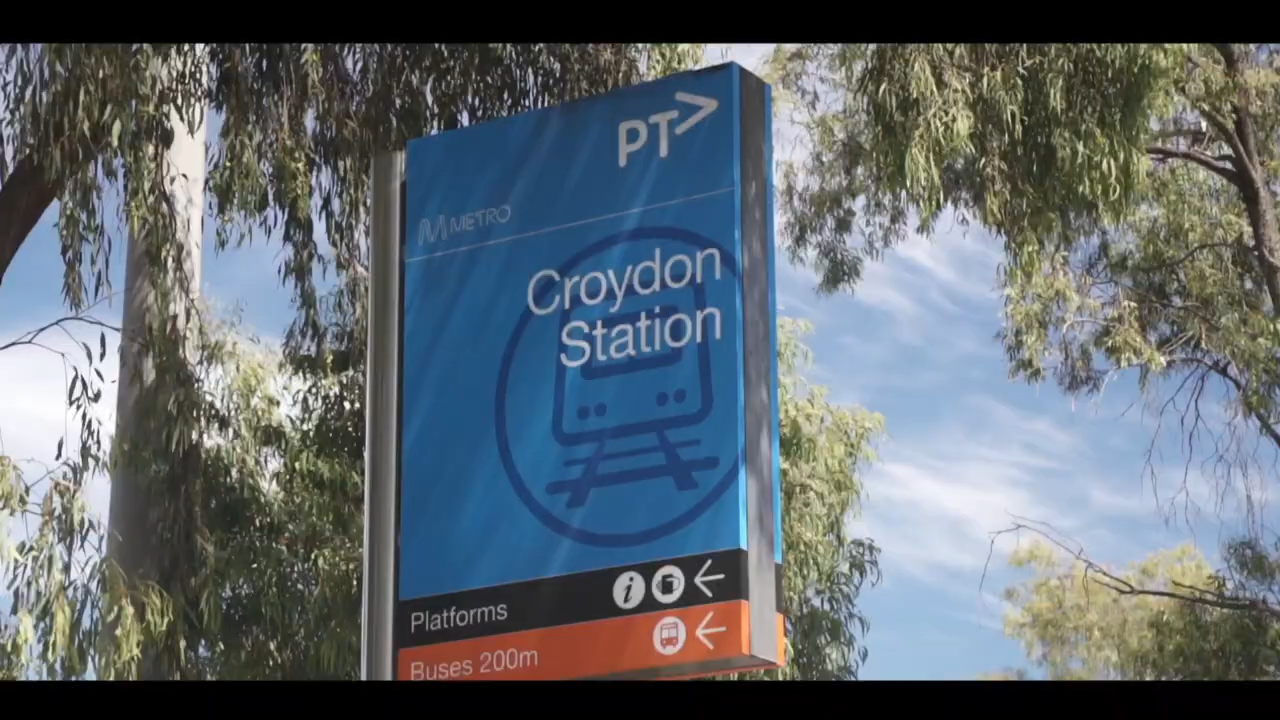 PT>
METRO
Croydon
Station
Platforms
Buses 200m